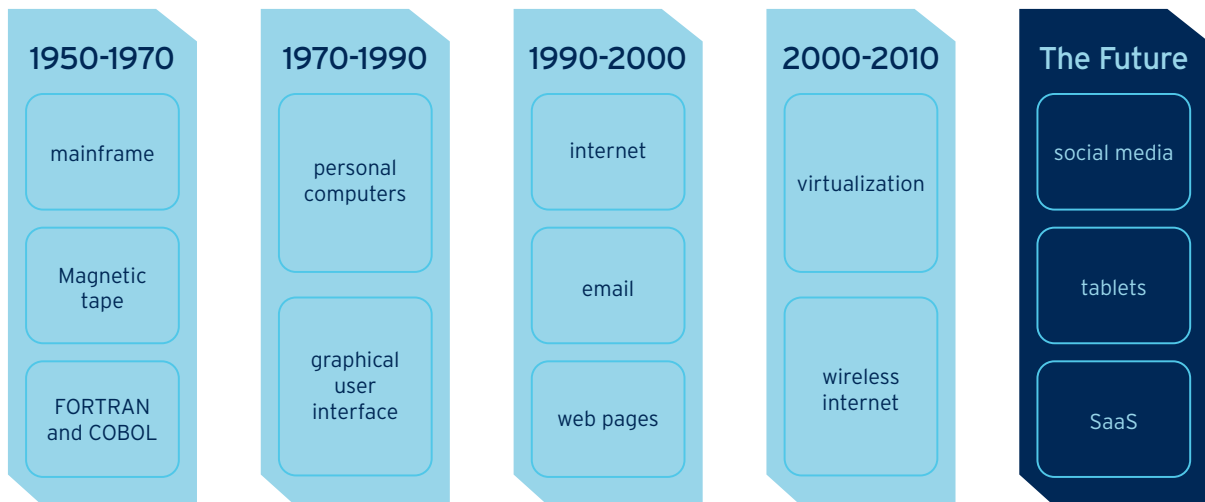 1950-1970
mainframe
Magnetic
tape
FORTRAN
and COBOL
1970-1990
personal
computers
graphical
user
interface
1990-2000
internet
email
web pages
2000-2010
virtualization
wireless
internet
The Future
social media
tablets
SaaS